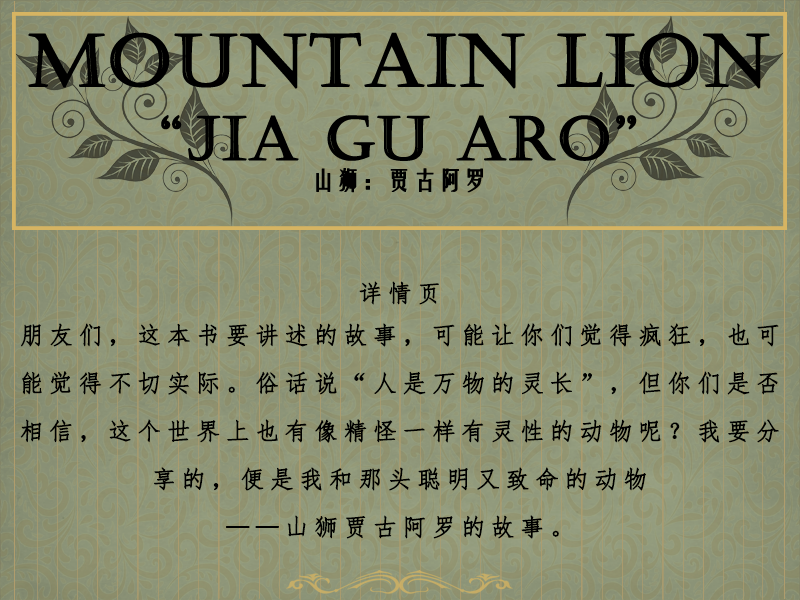 MOUNTAIN LION
“JIA GU ARO”
山狮：贾古阿罗
详情页
朋友们，这本书要讲述的故事，可能让你们觉得疯狂，也可
能觉得不切实际。俗话说“人是万物的灵长”，但你们是否
相信，这个世界上也有像精怪一样有灵性的动物呢？我要分
享的，便是我和那头聪明又致命的动物
——山狮贾古阿罗的故事。